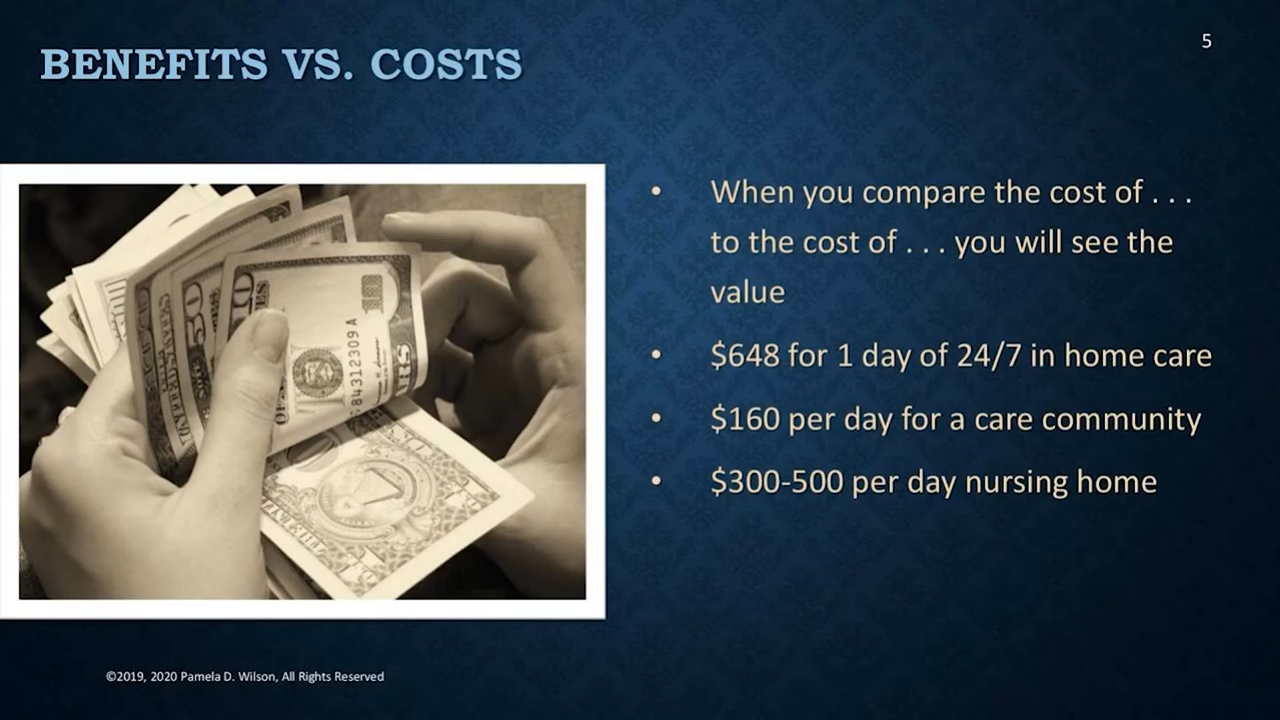 BENEFITS VS. COSTS
5
• When you compare the cost of . . .
to the cost of . . . you will see the
value
• $648 for 1 day of 24/7 in home care
• $160 per day for a care community
• $300-500 per day nursing home
10
84312309 A
©2019, 2020 Pamela D. Wilson, All Rights Reserved